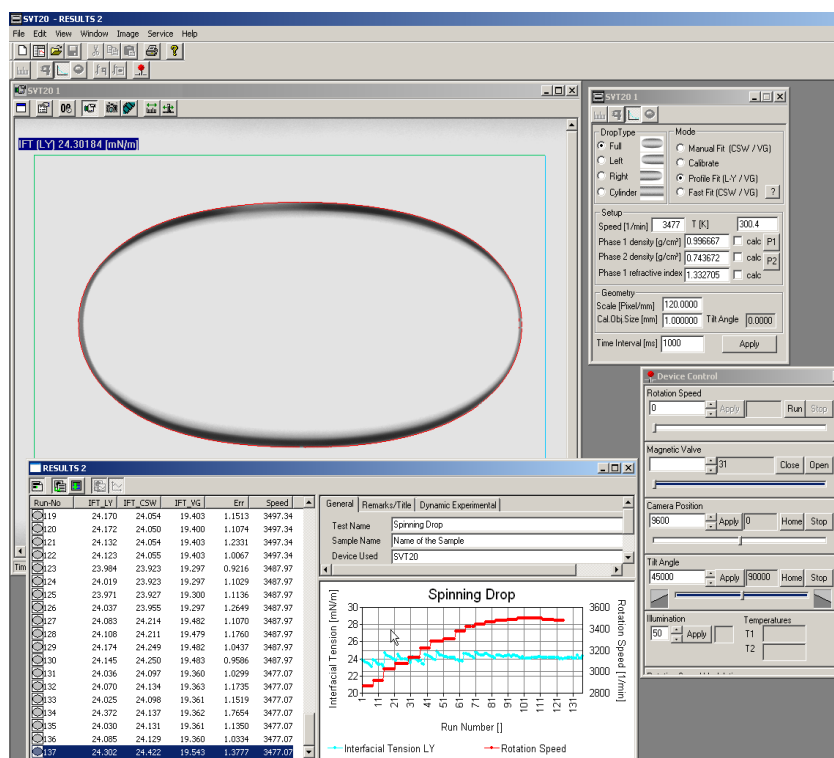 SVT20 - RESULTS 2
File Edit View Window Image Service Help
SVT20 1
IFT (LY) 24.30184 [mN/m]
SVT20 1
DropType
Full
Left
Right
Cylinder
Mode
Manual Fit (CSW / VG)
Calibrate
Profile Fit (L-Y / VG)
Fast Fit (CSW / VG) ?
Setup
Speed [1/min] 3477 T [K] 300.4
Phase 1 density [g/cm³] 0.996667 calc P1
Phase 2 density [g/cm³] 0.743672 calc P2
Phase 1 refractive index 1.332705 calc
Geometry
Scale [Pixel/mm] 120.0000
Cal.Obj.Size [mm] 1.000000 Tilt Angle 0.0000
Time Interval [ms] 1000 Apply
Device Control
Rotation Speed
0 Apply Run Stop
Magnetic Valve
31 Close Open
Camera Position
9600 Apply 0 Home Stop
Tilt Angle
45000 Apply 90000 Home Stop
Illumination
50 Apply
Temperatures
T1
T2
Tim
RESULTS 2
Run-No IFT_LY IFT_CSW IFT_VG Err Speed
119 24.170 24.054 19.403 1.1513 3497.34
120 24.172 24.050 19.400 1.1074 3497.34
121 24.132 24.054 19.403 1.2331 3497.34
122 24.123 24.055 19.403 1.0067 3497.34
123 23.984 23.923 19.297 0.9216 3487.97
124 24.019 23.923 19.297 1.1029 3487.97
125 23.971 23.927 19.300 1.1136 3487.97
126 24.037 23.955 19.297 1.2649 3487.97
127 24.083 24.214 19.482 1.1070 3487.97
128 24.108 24.211 19.479 1.1760 3487.97
129 24.174 24.249 19.482 1.0437 3487.97
130 24.145 24.250 19.483 0.9586 3487.97
131 24.036 24.097 19.360 1.0299 3477.07
132 24.070 24.134 19.363 1.1735 3477.07
133 24.025 24.098 19.361 1.1519 3477.07
134 24.372 24.137 19.362 1.7654 3477.07
135 24.030 24.131 19.361 1.1350 3477.07
136 24.085 24.129 19.360 1.0334 3477.07
137 24.302 24.422 19.543 1.3777 3477.07
General Remarks/Title Dynamic Experimental
Test Name Spinning Drop
Sample Name Name of the Sample
Device Used SVT20
Spinning Drop
Interfacial Tension [mN/m]
30
28
26
24
22
20
3600
3400
3200
3000
2800
Rotation Speed [1/min]
1 11 21 31 41 51 61 71 81 91 101 111 121 131
Run Number []
Interfacial Tension LY Rotation Speed